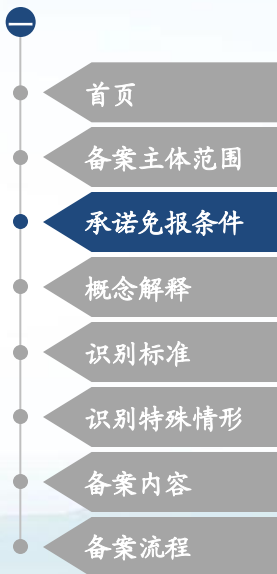 一
首页
备案主体范围
承诺免报条件
概念解释
识别标准
识别特殊情形
备案内容
备案流程